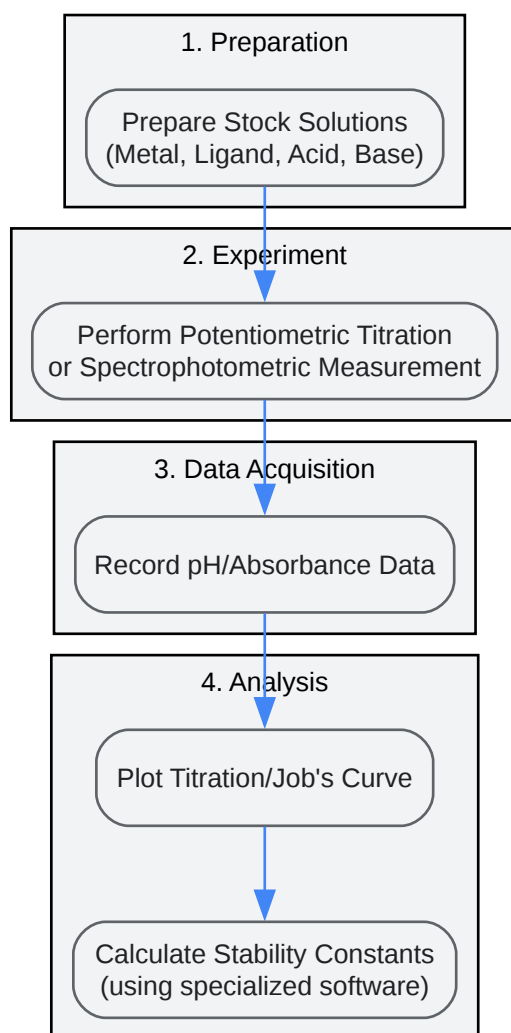 1. Preparation
Prepare Stock Solutions
(Metal, Ligand, Acid, Base)
2. Experiment
Perform Potentiometric Titration
or Spectrophotometric Measurement
3. Data Acquisition
Record pH/Absorbance Data
4. Analysis
Plot Titration/Job's Curve
Calculate Stability Constants
(using specialized software)